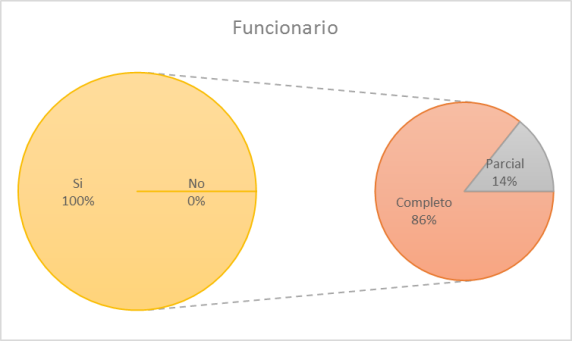 Funcionario
Si
100%
No
0%
Completo
86%
Parcial
14%